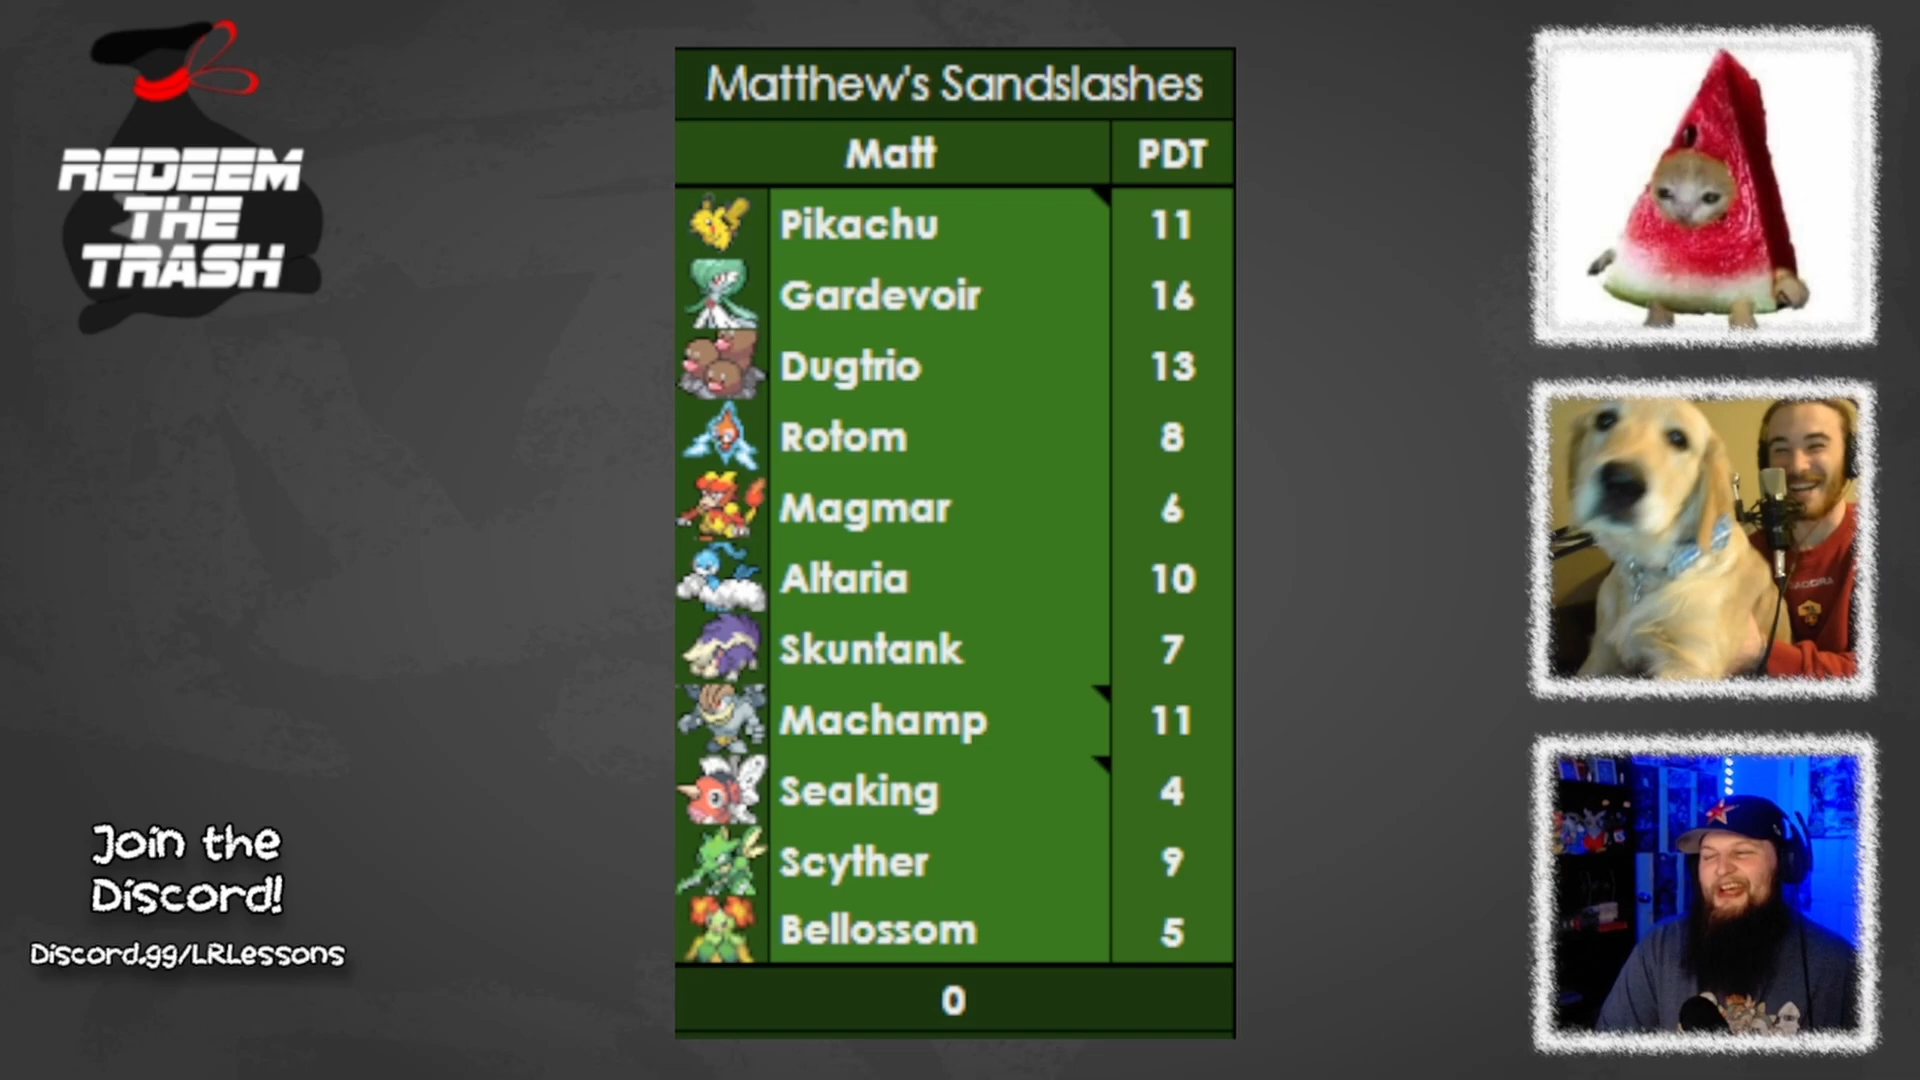 REDEEM
THE
TRASH
Matthew's Sandslashes
Matt PDT
Pikachu 11
Gardevoir 16
Dugtrio 13
Rotom 8
Magmar 6
Altaria 10
Skuntank 7
Machamp 11
Seaking 4
Scyther 9
Bellossom 5
0
Join the
Discord!
Discord.gg/LRLessons